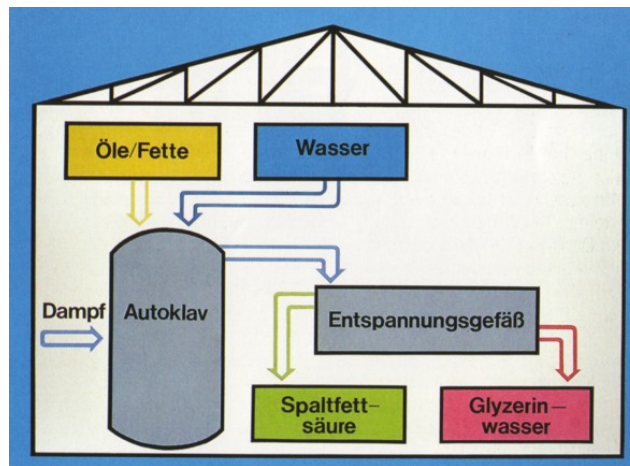 Öle/Fette
Wasser
Dampf
Autoklav
Entspannungsgefäß
Spaltfett-
säure
Glyzerin-
wasser